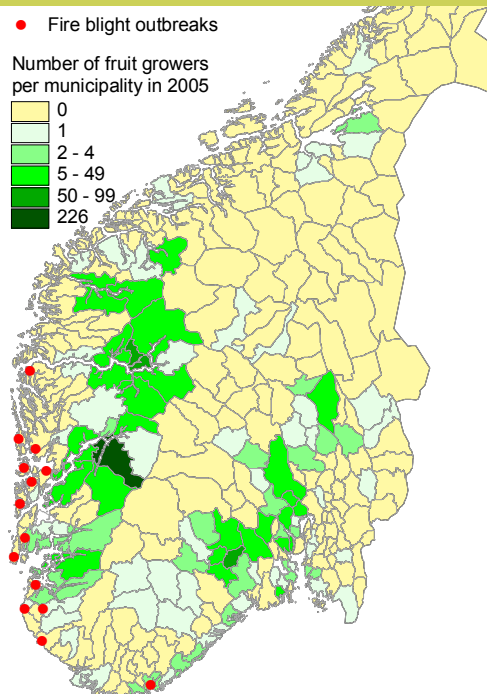 Fire blight outbreaks
Number of fruit growers
per municipality in 2005
0
1
2 - 4
5 - 49
50 - 99
226